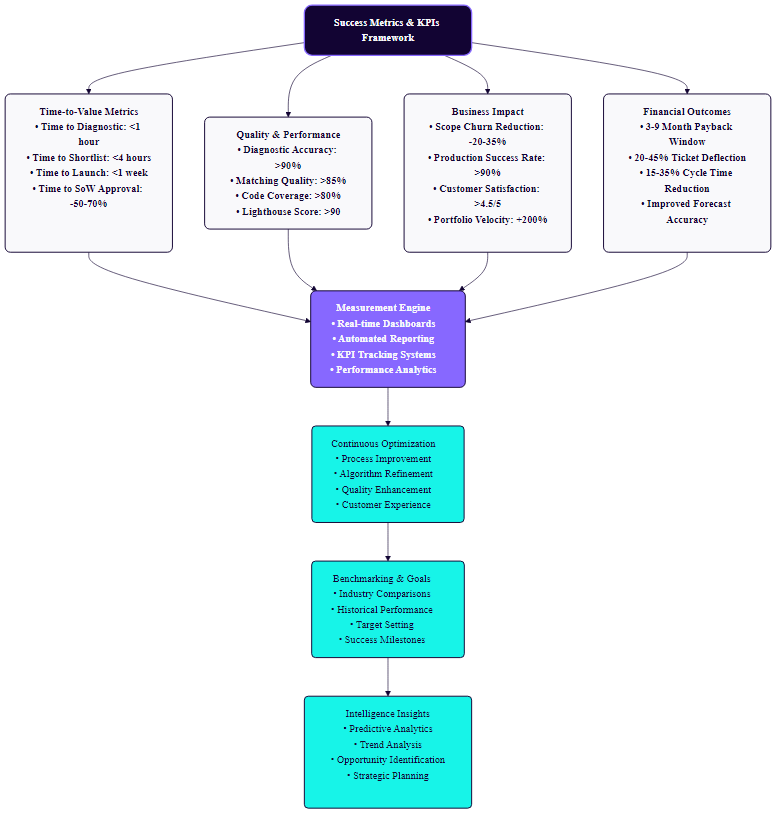 Success Metrics & KPIs
Framework
Time-to-Value Metrics
• Time to Diagnostic: <1
hour
• Time to Shortlist: <4 hours
• Time to Launch: <1 week
• Time to SoW Approval:
-50-70%
Quality & Performance
• Diagnostic Accuracy:
>90%
• Matching Quality: >85%
• Code Coverage: >80%
• Lighthouse Score: >90
Business Impact
• Scope Churn Reduction:
-20-35%
• Production Success Rate:
>90%
• Customer Satisfaction:
>4.5/5
• Portfolio Velocity: +200%
Financial Outcomes
• 3-9 Month Payback
Window
• 20-45% Ticket Deflection
• 15-35% Cycle Time
Reduction
• Improved Forecast
Accuracy
Measurement Engine
• Real-time Dashboards
• Automated Reporting
• KPI Tracking Systems
• Performance Analytics
Continuous Optimization
• Process Improvement
• Algorithm Refinement
• Quality Enhancement
• Customer Experience
Benchmarking & Goals
• Industry Comparisons
• Historical Performance
• Target Setting
• Success Milestones
Intelligence Insights
• Predictive Analytics
• Trend Analysis
• Opportunity Identification
• Strategic Planning